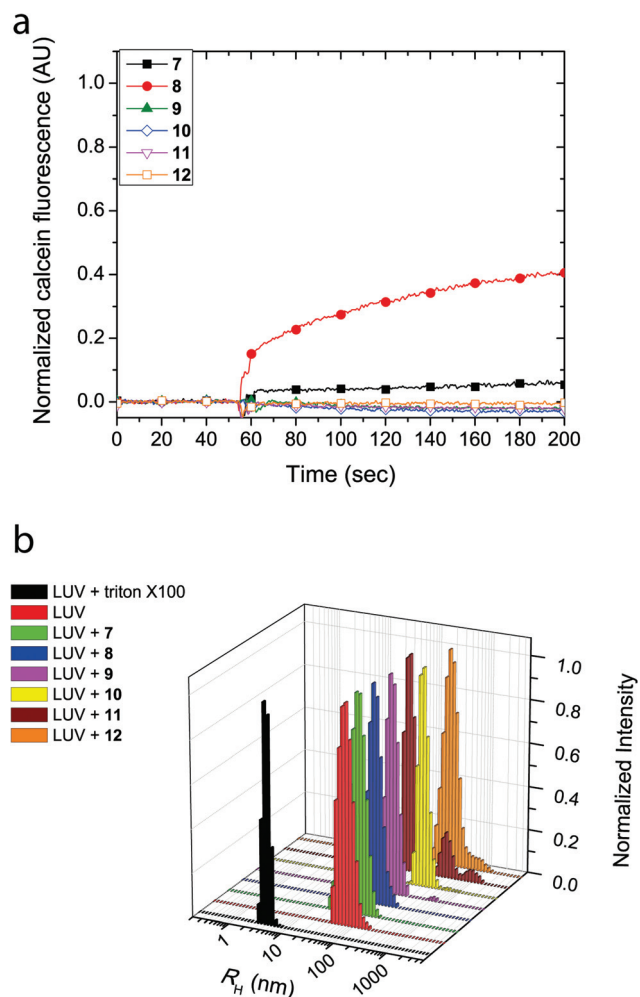 a
Normalized calcein fluorescence (AU)
1.0
0.8
0.6
0.4
0.2
0.0
7
8
9
10
11
12
0 20 40 60 80 100 120 140 160 180 200
Time (sec)
b
LUV + triton X100
LUV
LUV + 7
LUV + 8
LUV + 9
LUV + 10
LUV + 11
LUV + 12
1.0
0.8
0.6
0.4
0.2
0.0
Normalized Intensity
1 10 100 1000
R_H (nm)